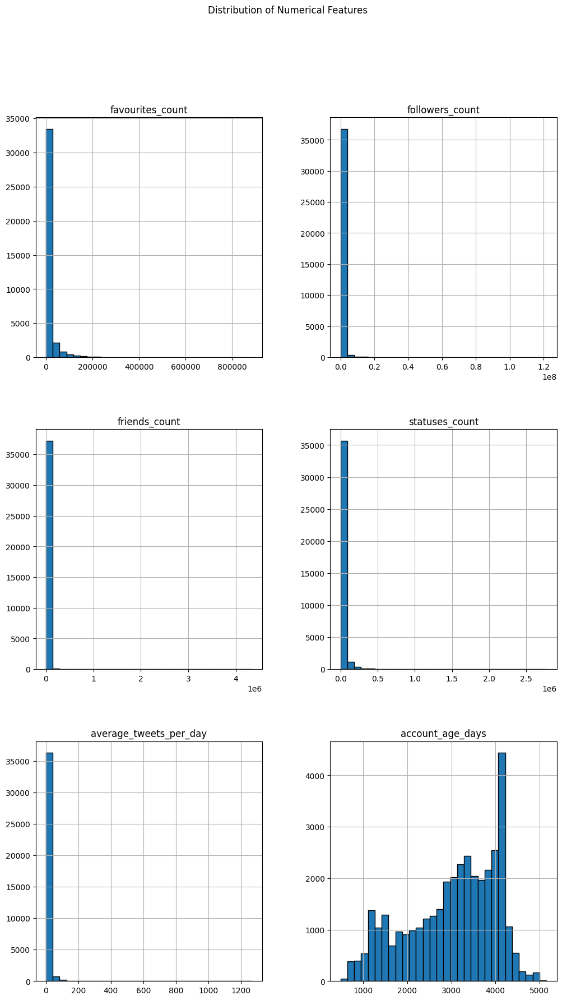 Distribution of Numerical Features
favourites_count
35000
30000
25000
20000
15000
10000
5000
0
0 200000 400000 600000 800000
followers_count
35000
30000
25000
20000
15000
10000
5000
0
0.0 0.2 0.4 0.6 0.8 1.0 1.2
1e8
friends_count
35000
30000
25000
20000
15000
10000
5000
0
0 1 2 3 4
1e6
statuses_count
35000
30000
25000
20000
15000
10000
5000
0
0.0 0.5 1.0 1.5 2.0 2.5
1e6
average_tweets_per_day
35000
30000
25000
20000
15000
10000
5000
0
0 200 400 600 800 1000 1200
account_age_days
4000
3000
2000
1000
0
1000 2000 3000 4000 5000